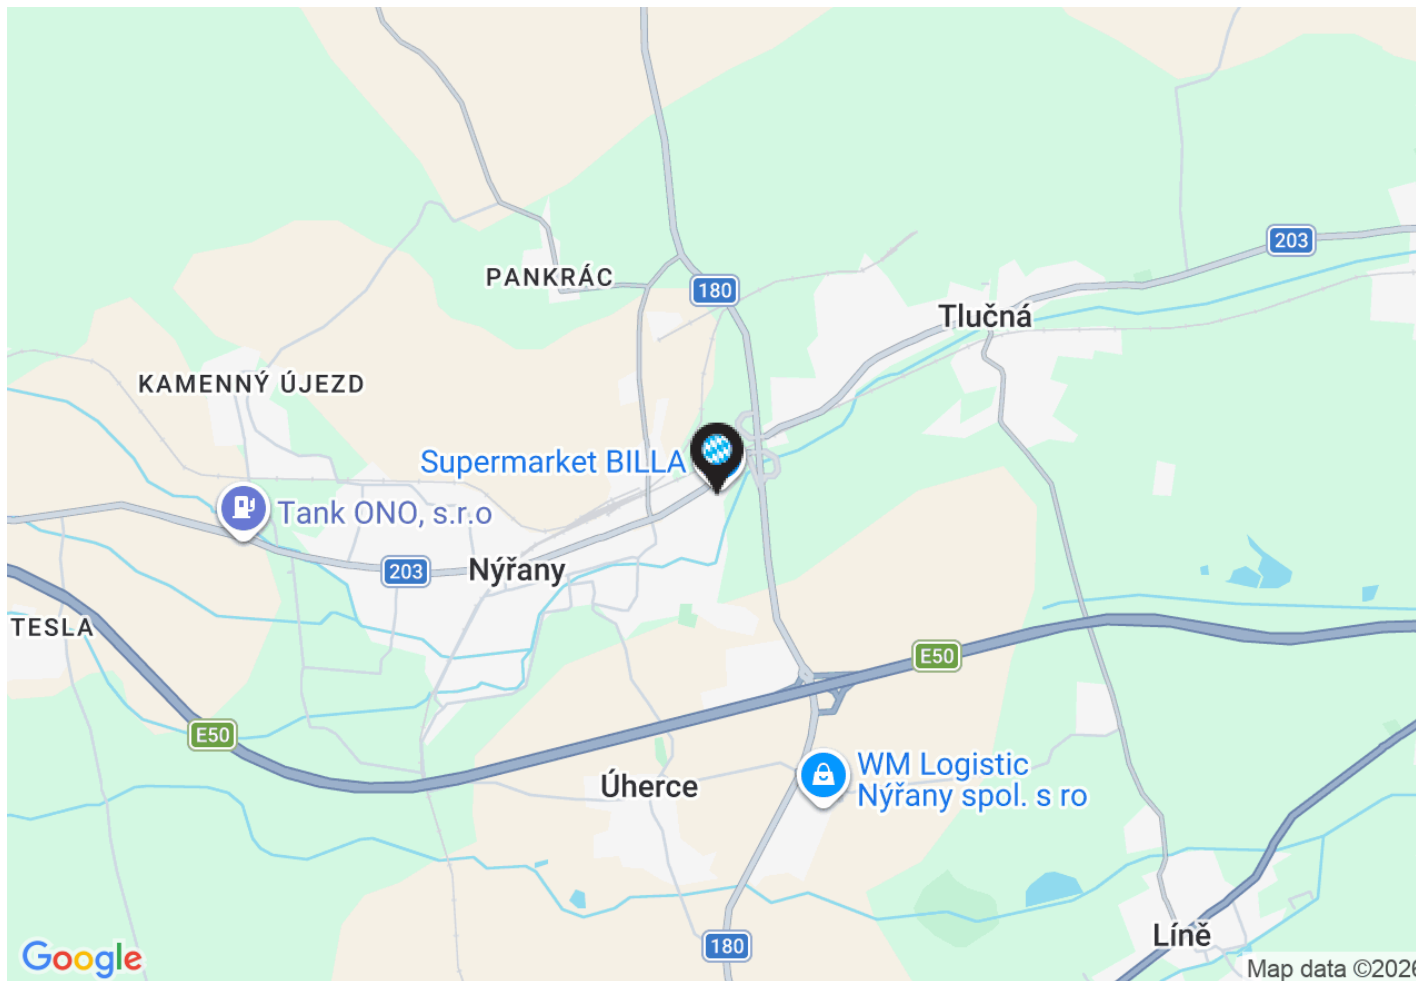 203
PANKRÁC
180
Tlučná
KAMENNÝ ÚJEZD
Supermarket BILLA
Tank ONO, s.r.o
203
Nýřany
TESLA
E50
E50
WM Logistic
Nýřany spol. s ro
Úherce
180
Líně
Google
Map data ©2026